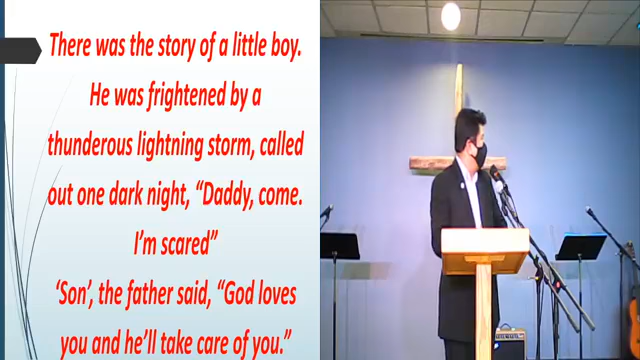 There was the story of a little boy.
He was frightened by a
thunderous lightning storm, called
out one dark night, “Daddy, come.
I’m scared”
‘Son’, the father said, “God loves
you and he’ll take care of you.”